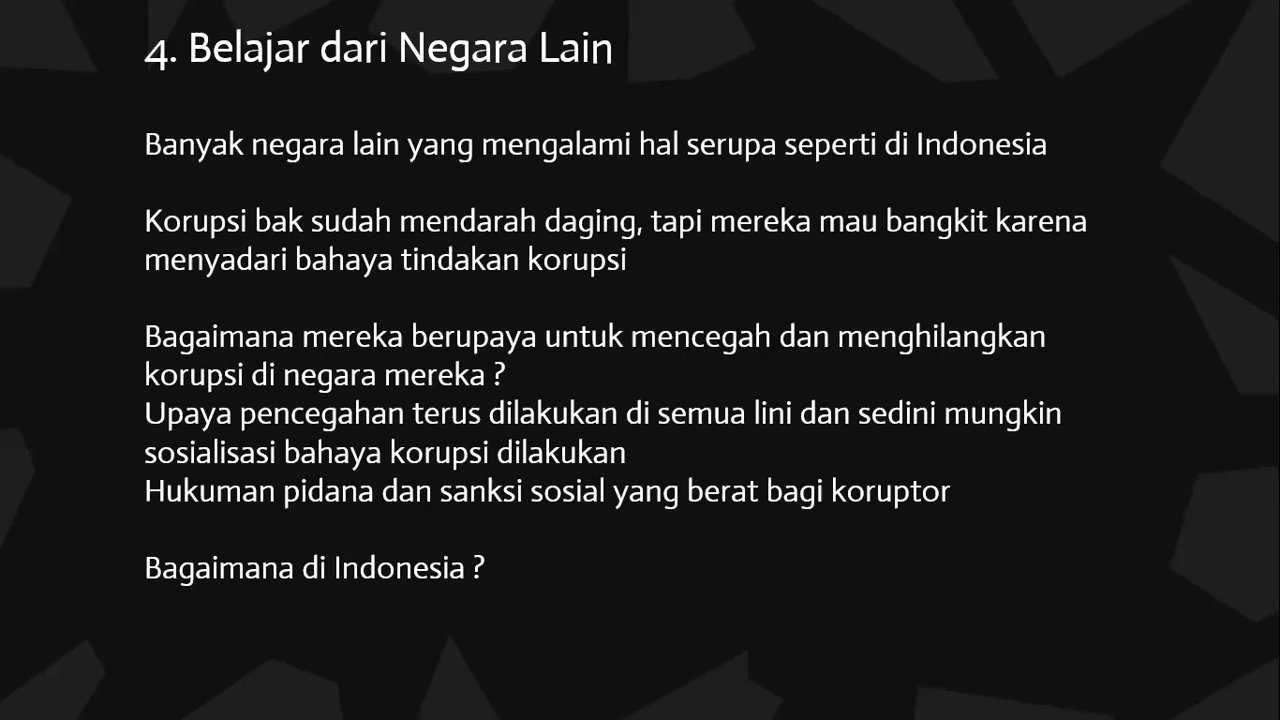 4. Belajar dari Negara Lain
Banyak negara lain yang mengalami hal serupa seperti di Indonesia
Korupsi bak sudah mendarah daging, tapi mereka mau bangkit karena
menyadari bahaya tindakan korupsi
Bagaimana mereka berupaya untuk mencegah dan menghilangkan
korupsi di negara mereka ?
Upaya pencegahan terus dilakukan di semua lini dan sedini mungkin
sosialisasi bahaya korupsi dilakukan
Hukuman pidana dan sanksi sosial yang berat bagi koruptor
Bagaimana di Indonesia ?